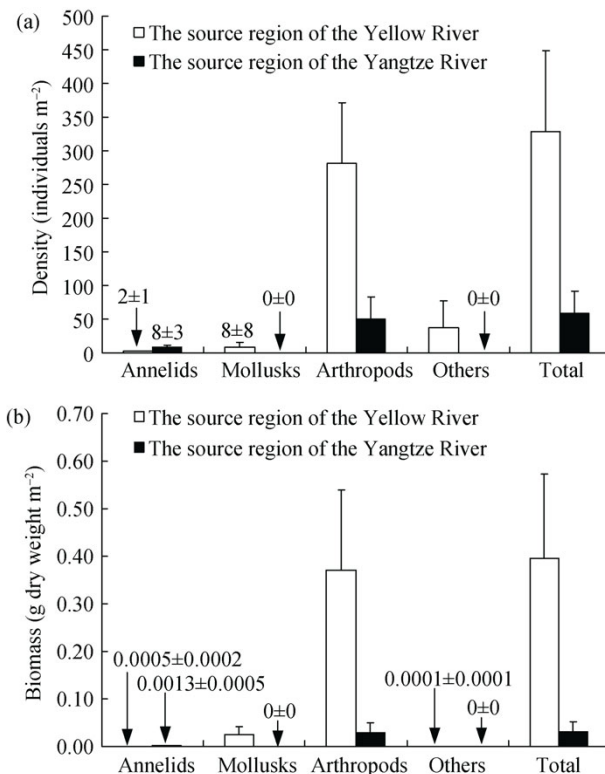 (a)
500
450
400
350
300
250
200
150
100
50
0
Density (individuals m⁻²)
The source region of the Yellow River
The source region of the Yangtze River
2±1
8±3
8±8
0±0
0±0
Annelids Mollusks Arthropods Others Total
(b)
0.70
0.60
0.50
0.40
0.30
0.20
0.10
0.00
Biomass (g dry weight m⁻²)
The source region of the Yellow River
The source region of the Yangtze River
0.0005±0.0002
0.0013±0.0005
0±0
0.0001±0.0001
0±0
Annelids Mollusks Arthropods Others Total